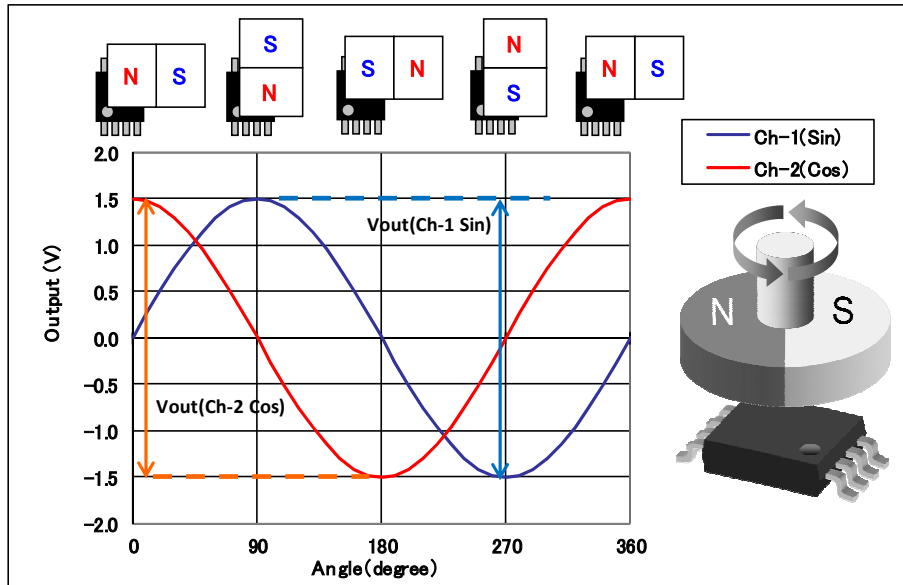 S
N
N S
S N
N S
N
S
Ch-1(Sin)
Ch-2(Cos)
2.0
1.5
1.0
0.5
0.0
-0.5
-1.0
-1.5
-2.0
Output (V)
Vout(Ch-1 Sin)
Vout(Ch-2 Cos)
0 90 180 270 360
Angle(degree)
N S